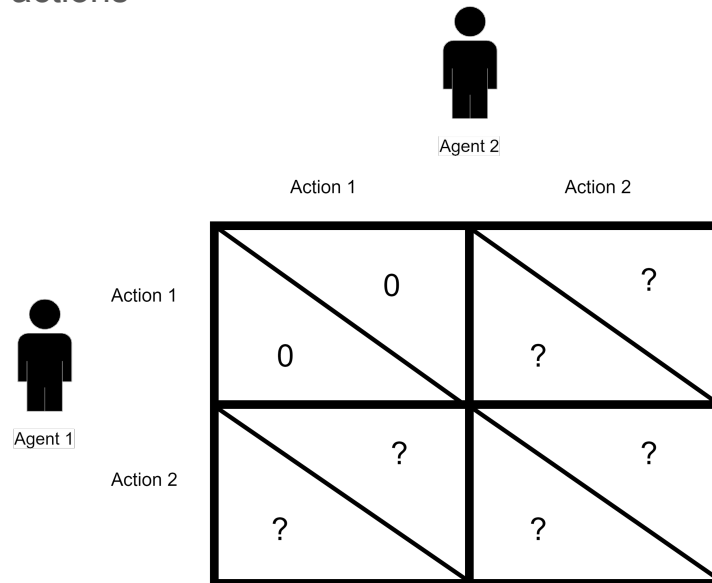 actions
Agent 2
Action 1
Action 2
Action 1
0
?
0
?
Agent 1
Action 2
?
?
?
?